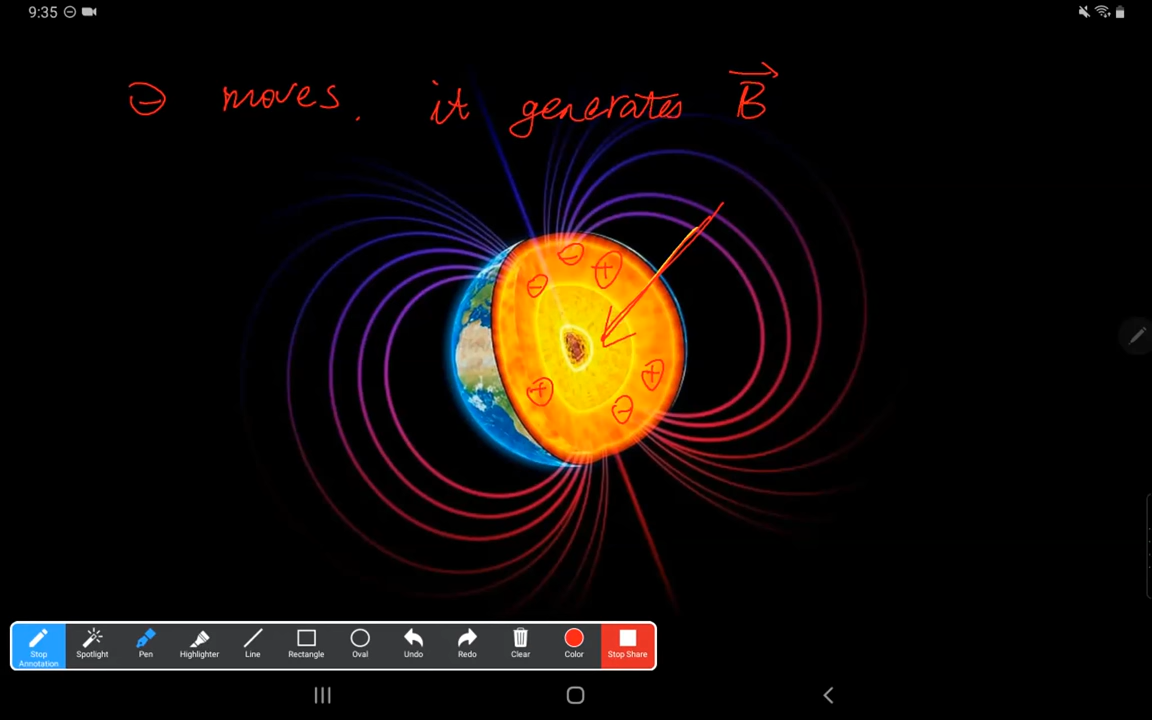 9:35
⊖ moves. it generates B⃗
⊖
⊕
⊖
⊕
⊕
⊖
Stop Annotation
Spotlight
Pen
Highlighter
Line
Rectangle
Oval
Undo
Redo
Clear
Color
Stop Share